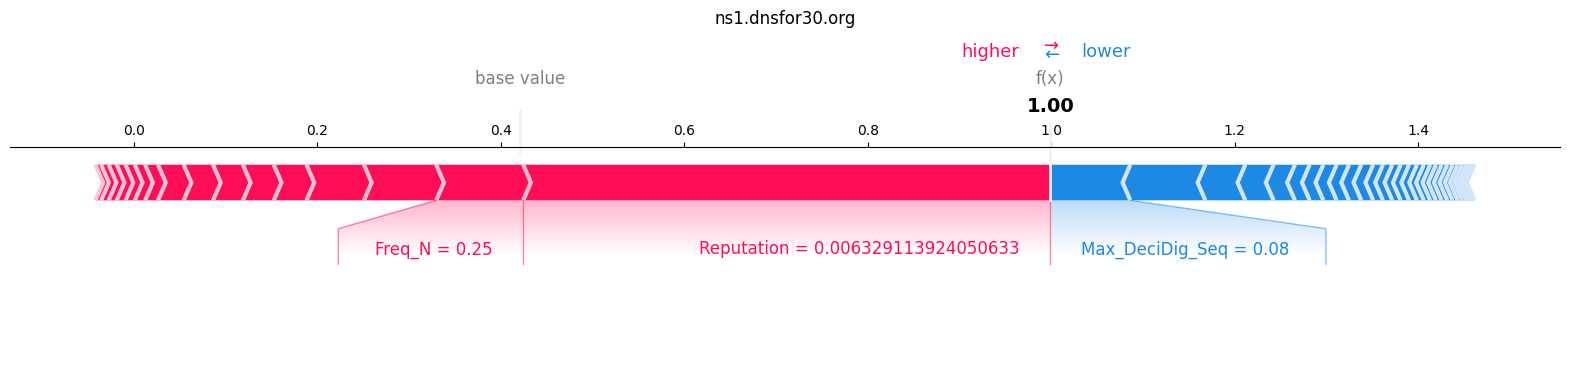 ns1.dnsfor30.org
higher → ← lower
base value f(x)
1.00
0.0 0.2 0.4 0.6 0.8 1.0 1.2 1.4
Freq_N = 0.25 Reputation = 0.006329113924050633 Max_DeciDig_Seq = 0.08